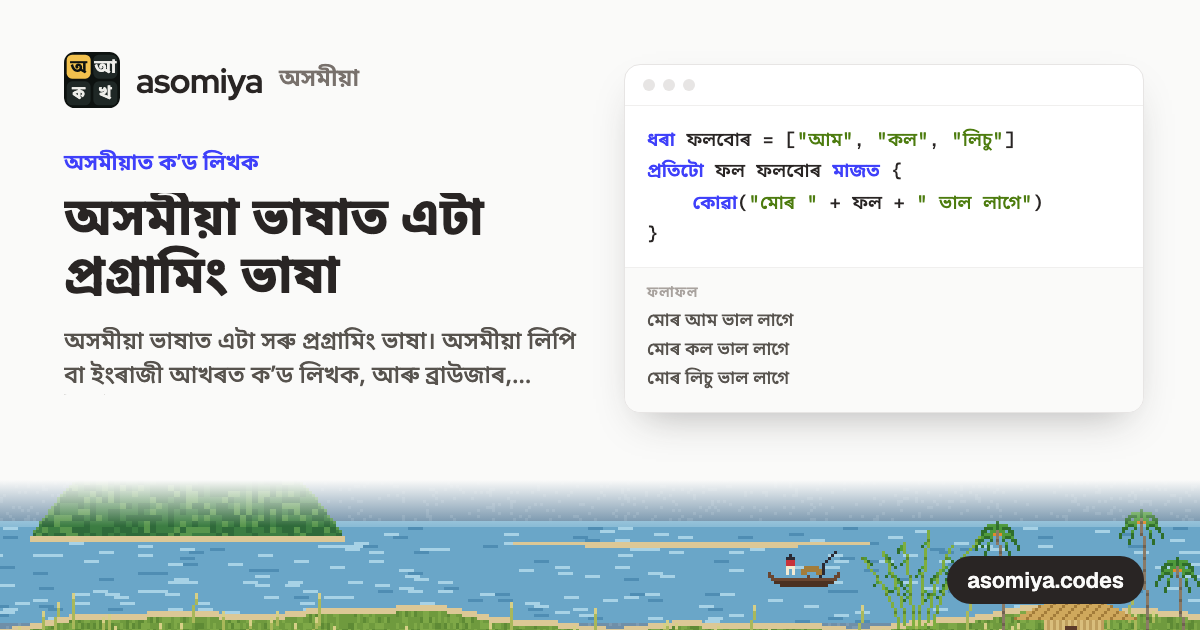 অ আ
ক খ
asomiya অসমীয়া
অসমীয়াত ক’ড লিখক
অসমীয়া ভাষাত এটা
প্ৰগ্ৰামিং ভাষা
অসমীয়া ভাষাত এটা সৰু প্ৰগ্ৰামিং ভাষা। অসমীয়া লিপি
বা ইংৰাজী আখৰত ক’ড লিখক, আৰু ব্ৰাউজাৰ,...
ধৰা ফলবোৰ = ["আম", "কল", "লিচু"]
প্ৰতিটো ফল ফলবোৰ মাজত {
কোৱা("মোৰ " + ফল + " ভাল লাগে")
}
ফলাফল
মোৰ আম ভাল লাগে
মোৰ কল ভাল লাগে
মোৰ লিচু ভাল লাগে
asomiya.codes